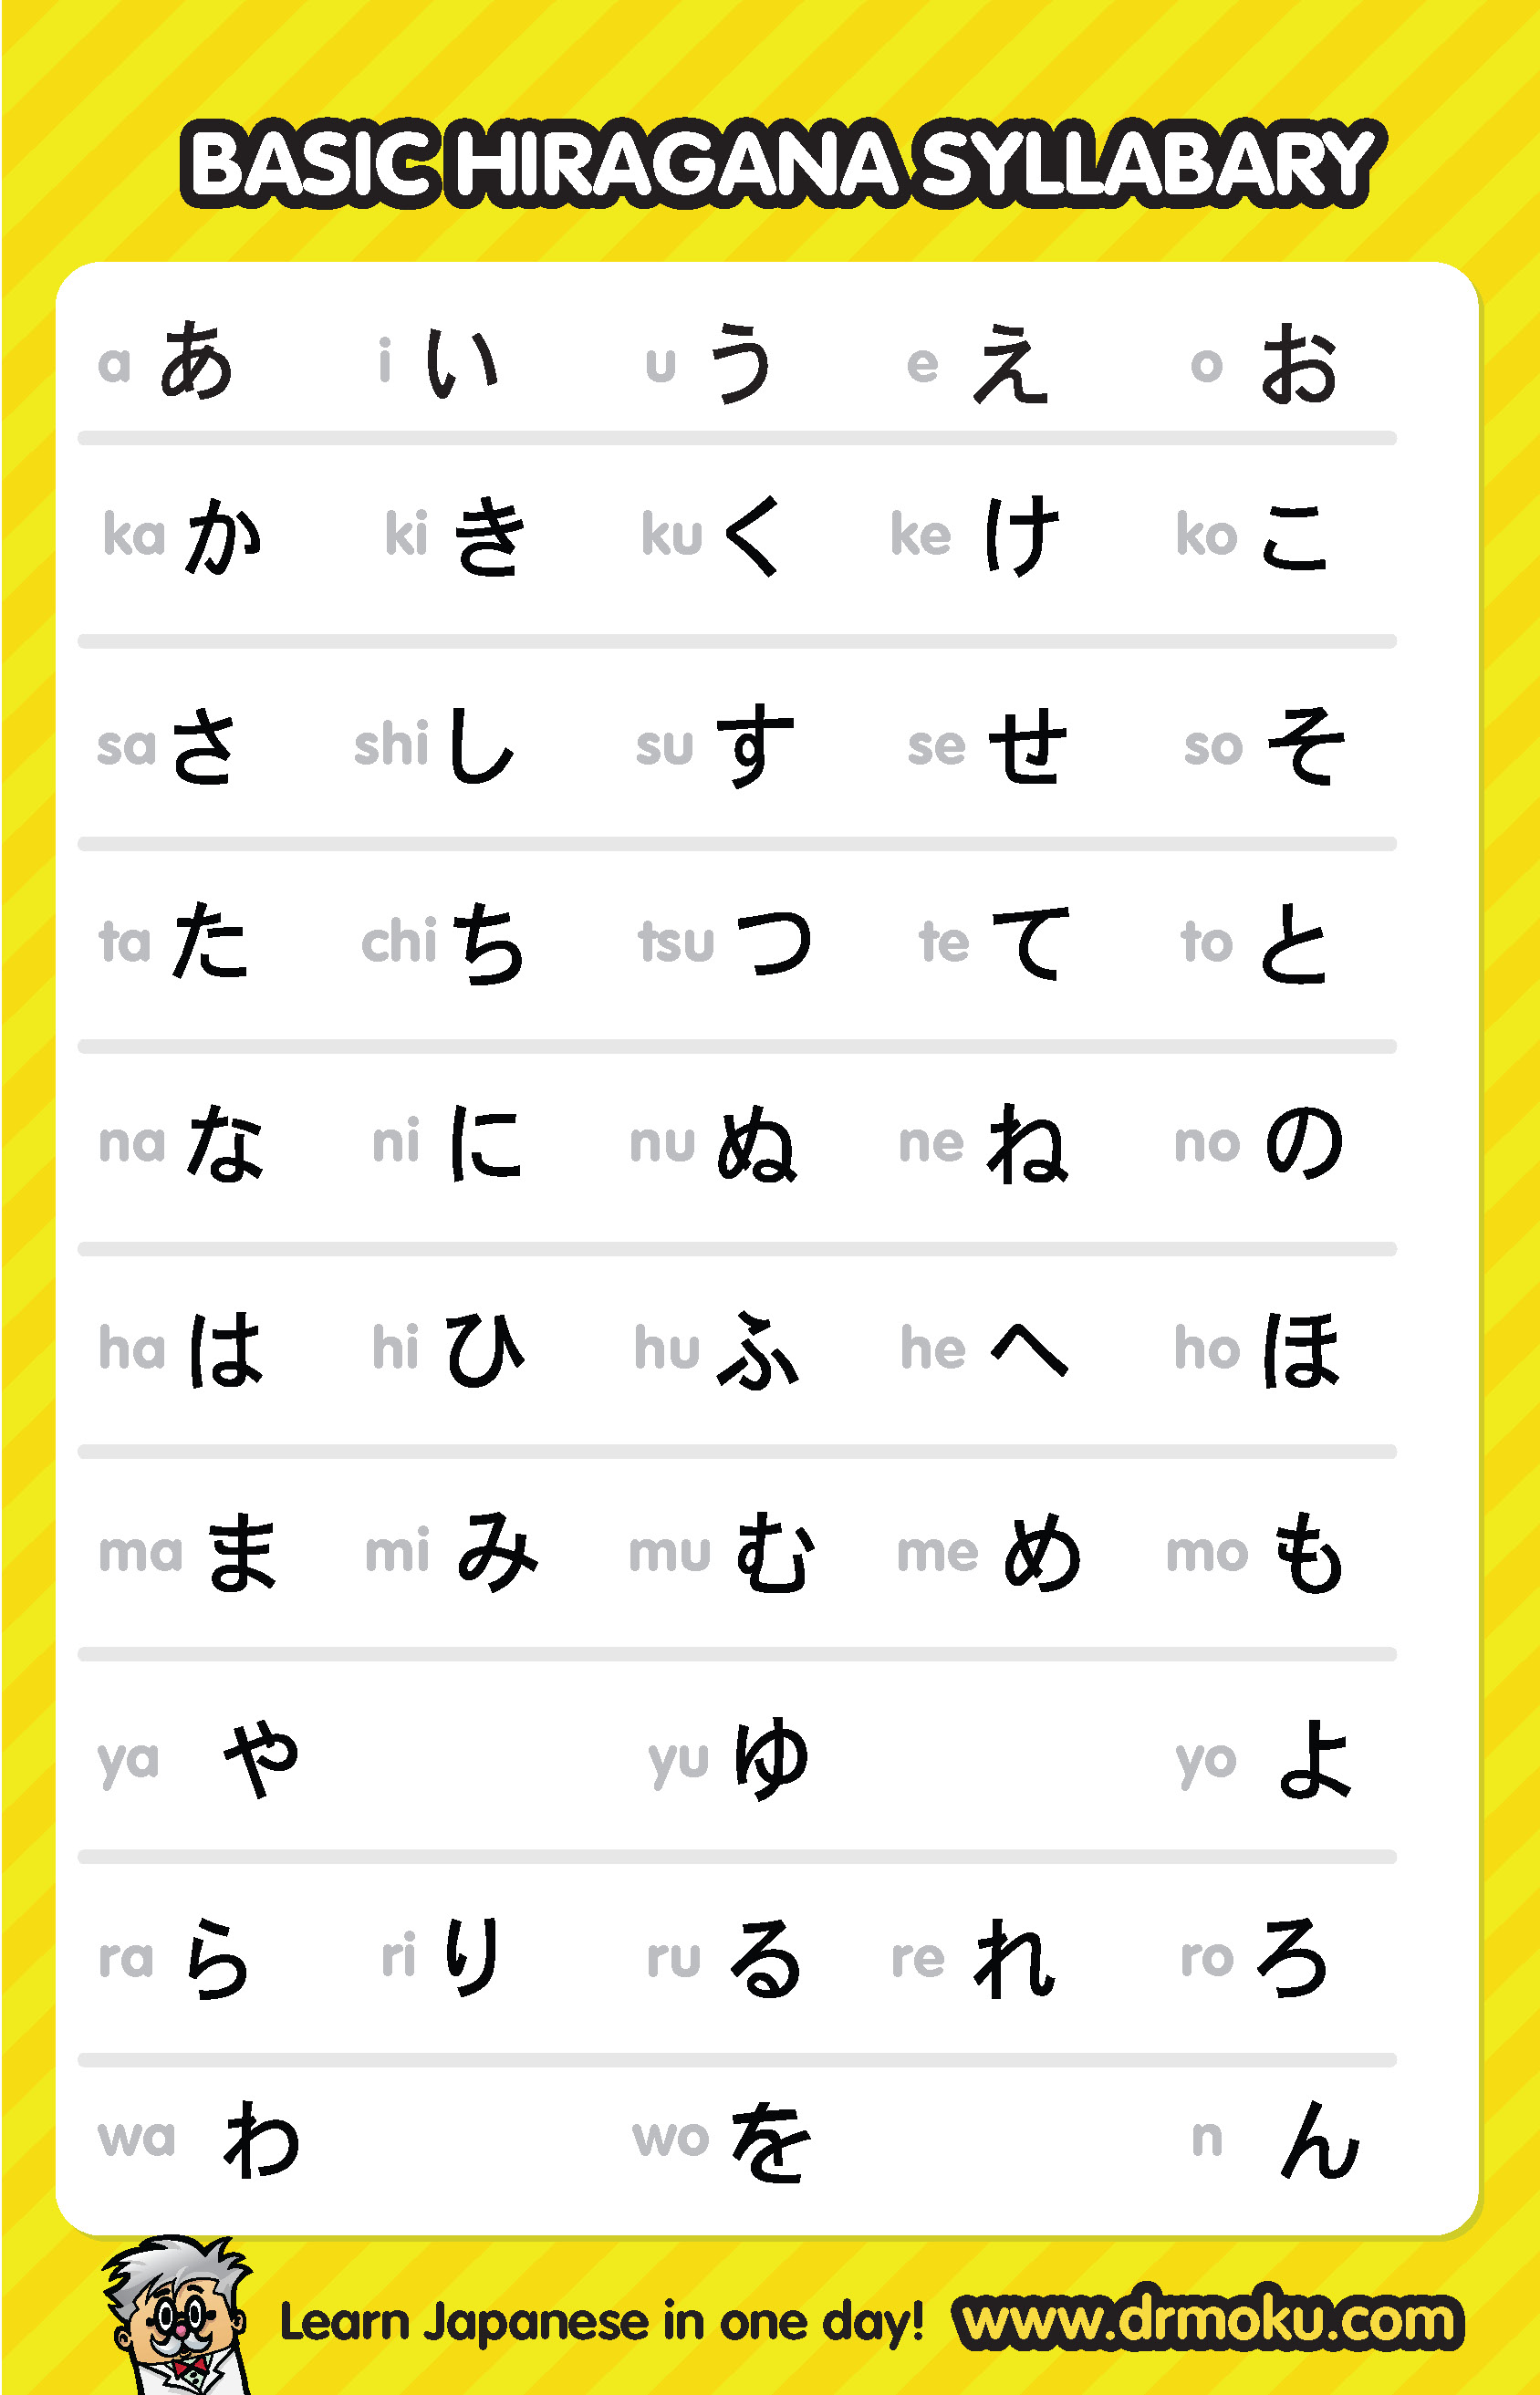 BASIC HIRAGANA SYLLABARY
a あ i い u う e え o お
ka か ki き ku く ke け ko こ
sa さ shi し su す se せ so そ
ta た chi ち tsu つ te て to と
na な ni に nu ぬ ne ね no の
ha は hi ひ hu ふ he へ ho ほ
ma ま mi み mu む me め mo も
ya や yu ゆ yo よ
ra ら ri り ru る re れ ro ろ
wa わ wo を n ん
Learn Japanese in one day! www.drmoku.com